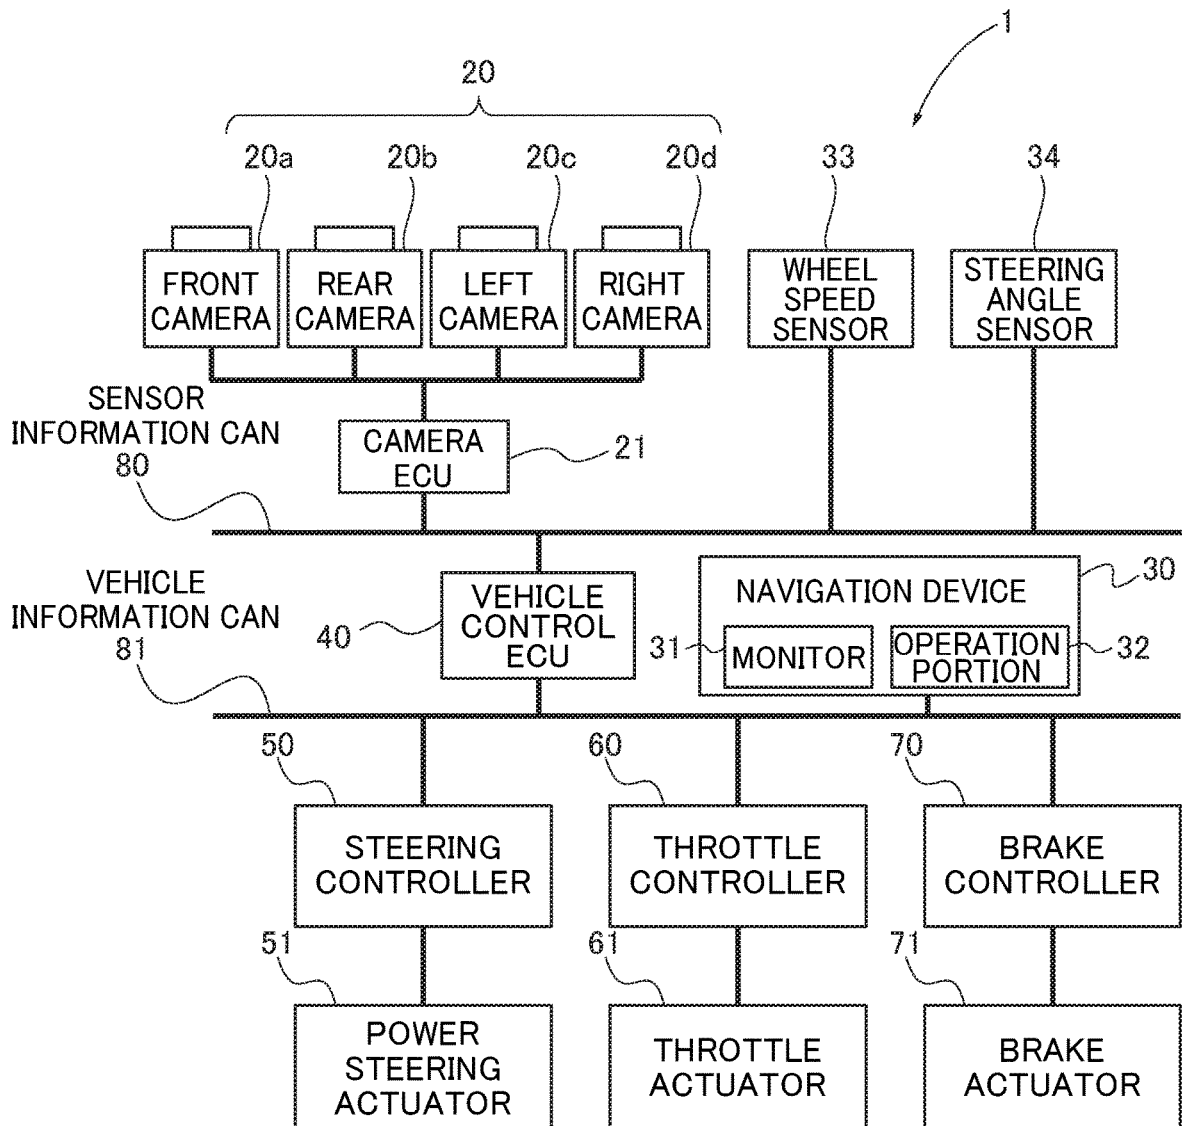 1
20
20a
20b
20c
20d
33
34
FRONT
CAMERA
REAR
CAMERA
LEFT
CAMERA
RIGHT
CAMERA
WHEEL
SPEED
SENSOR
STEERING
ANGLE
SENSOR
SENSOR
INFORMATION CAN
80
CAMERA
ECU
21
VEHICLE
INFORMATION CAN
81
40
VEHICLE
CONTROL
ECU
NAVIGATION DEVICE
30
31
MONITOR
OPERATION
PORTION
32
50
60
70
STEERING
CONTROLLER
THROTTLE
CONTROLLER
BRAKE
CONTROLLER
51
61
71
POWER
STEERING
ACTUATOR
THROTTLE
ACTUATOR
BRAKE
ACTUATOR